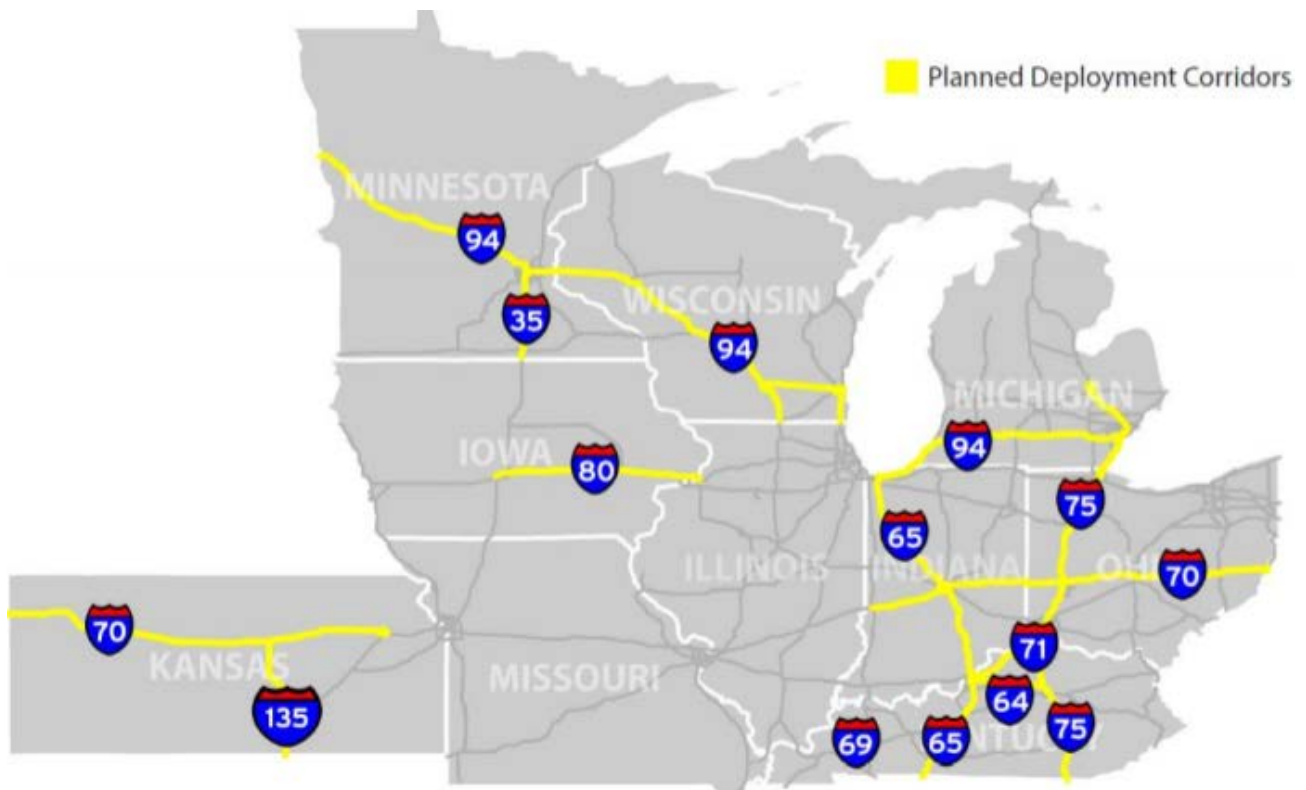 Planned Deployment Corridors
MINNESOTA
94
35
WISCONSIN
94
MICHIGAN
94
IOWA
80
75
65
ILLINOIS
INDIANA
70
70
KANSAS
71
MISSOURI
64
135
69
65
75